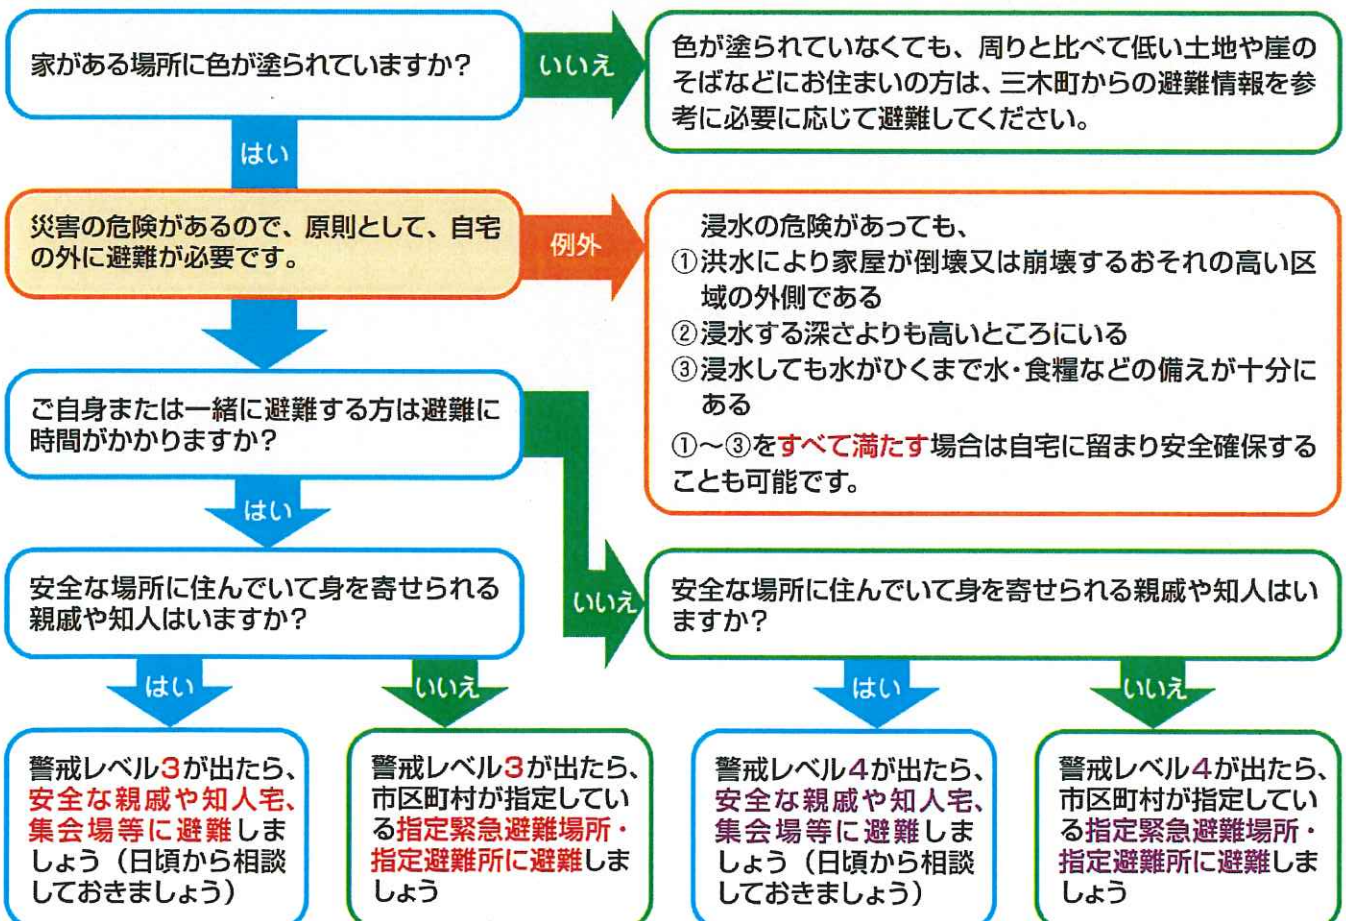 家がある場所に色が塗られていますか?
いいえ
色が塗られていなくても、周りと比べて低い土地や崖の
そばなどにお住まいの方は、三木町からの避難情報を参
考に必要に応じて避難してください。
はい
災害の危険があるので、原則として、自宅
の外に避難が必要です。
例外
浸水の危険があっても、
①洪水により家屋が倒壊又は崩壊するおそれの高い区
域の外側である
②浸水する深さよりも高いところにいる
③浸水しても水がひくまで水・食糧などの備えが十分に
ある
①～③をすべて満たす場合は自宅に留まり安全確保する
ことも可能です。
ご自身または一緒に避難する方は避難に
時間がかかりますか?
はい
いいえ
安全な場所に住んでいて身を寄せられる
親戚や知人はいますか?
安全な場所に住んでいて身を寄せられる親戚や知人はい
ますか?
はい
いいえ
はい
いいえ
警戒レベル3が出たら、
安全な親戚や知人宅、
集会場等に避難しま
しょう（日頃から相談
しておきましょう）
警戒レベル3が出たら、
市区町村が指定してい
る指定緊急避難場所・
指定避難所に避難しま
しょう
警戒レベル4が出たら、
安全な親戚や知人宅、
集会場等に避難しま
しょう（日頃から相談
しておきましょう）
警戒レベル4が出たら、
市区町村が指定してい
る指定緊急避難場所・
指定避難所に避難しま
しょう